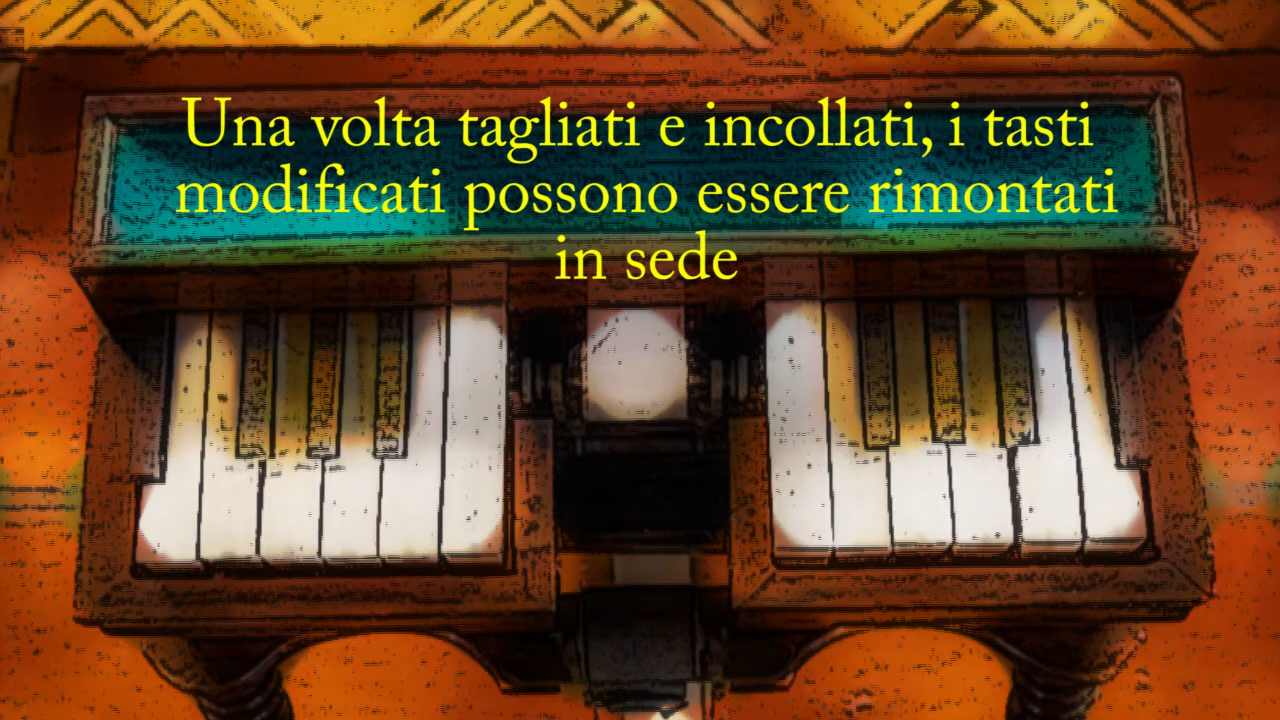 Una volta tagliati e incollati, i tasti
modificati possono essere rimontati
in sede